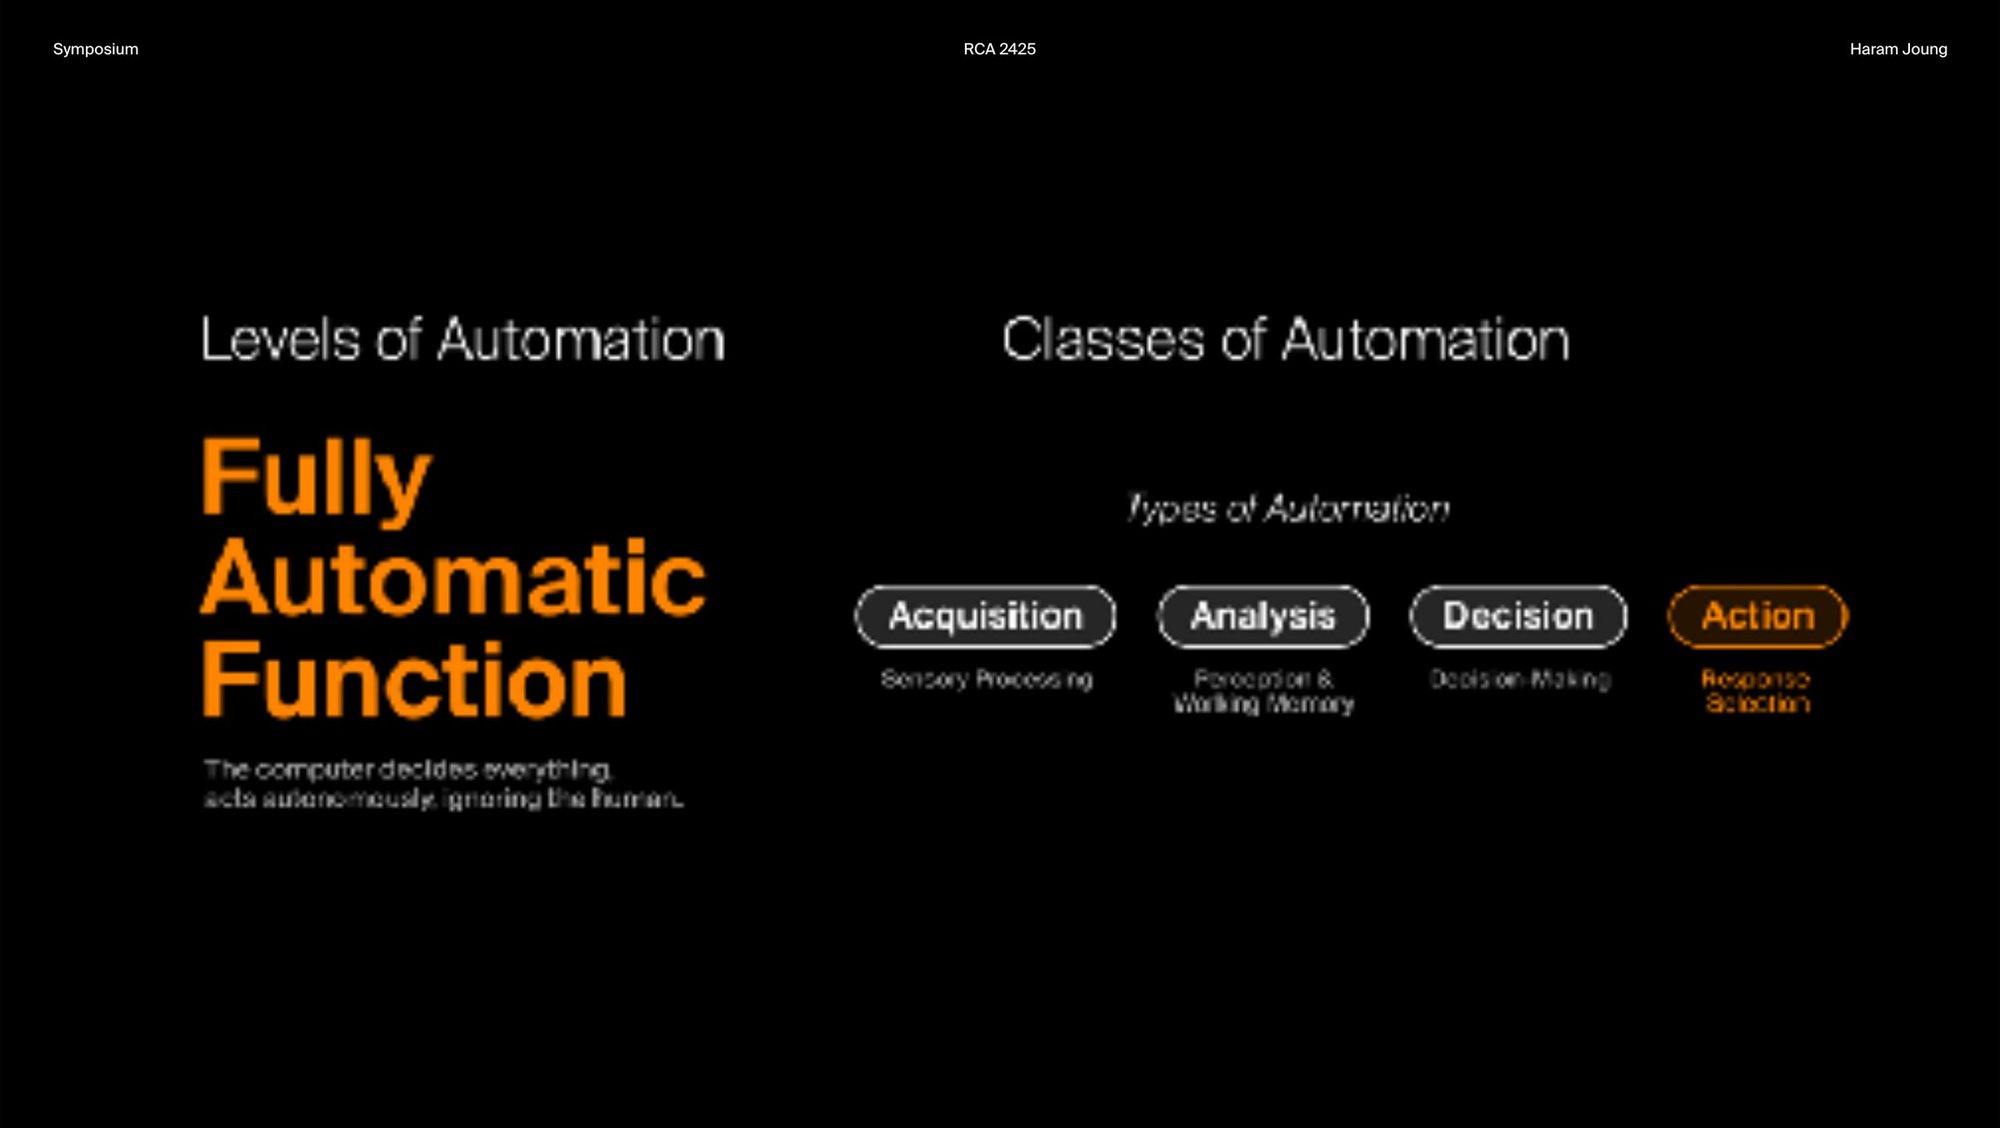 Symposium
RCA 2425
Haram Joung
Levels of Automation
Fully
Automatic
Function
The computer decides everything,
acts autonomously, ignoring the human.
Classes of Automation
Types of Automation
Acquisition
Sensory Processing
Analysis
Perception &
Working Memory
Decision
Decision-Making
Action
Response
Selection